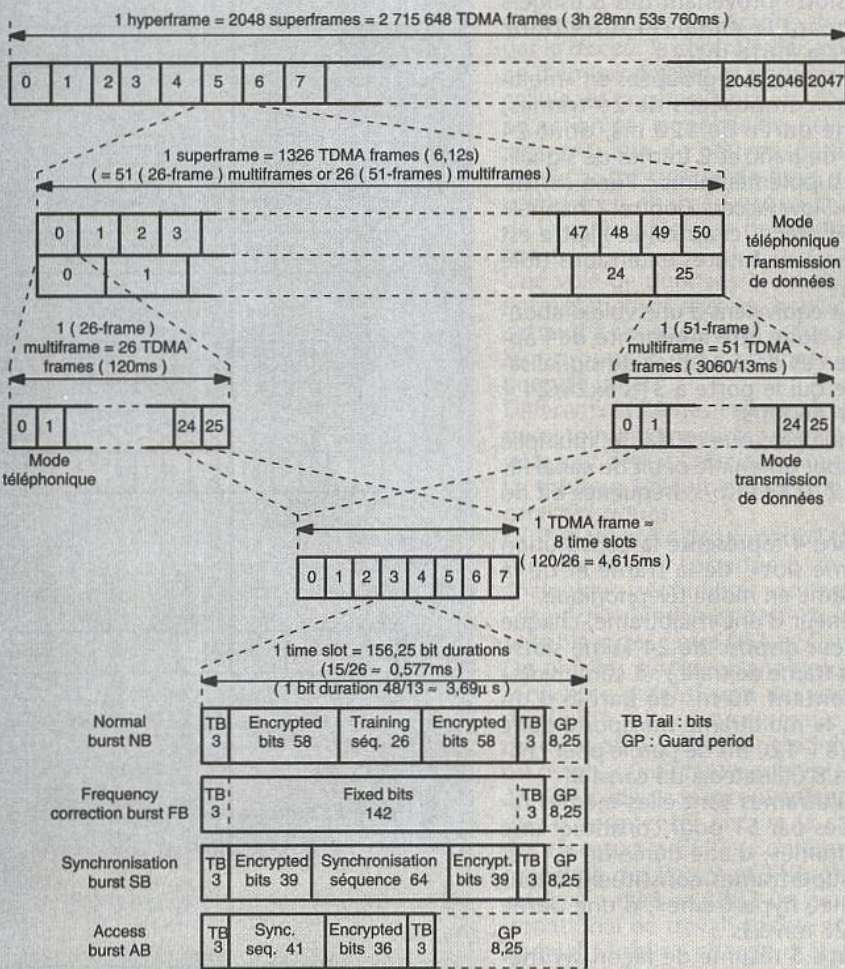 1 hyperframe = 2048 superframes = 2 715 648 TDMA frames ( 3h 28mn 53s 760ms )
0 1 2 3 4 5 6 7 2045 2046 2047
1 superframe = 1326 TDMA frames ( 6,12s)
( = 51 ( 26-frame ) multiframes or 26 ( 51-frames ) multiframes )
0 1 2 3 47 48 49 50
Mode
téléphonique
0 1 24 25
Transmission
de données
1 ( 26-frame )
multiframe = 26 TDMA
frames ( 120ms )
1 ( 51-frame )
multiframe = 51 TDMA
frames ( 3060/13ms )
0 1 24 25
0 1 24 25
Mode
téléphonique
Mode
transmission
de données
1 TDMA frame ≈
8 time slots
( 120/26 ≈ 4,615ms )
0 1 2 3 4 5 6 7
1 time slot = 156,25 bit durations
(15/26 ≈ 0,577ms )
( 1 bit duration 48/13 ≈ 3,69µ s )
Normal
burst NB
TB 3 Encrypted bits 58 Training séq. 26 Encrypted bits 58 TB 3 GP 8,25
TB Tail : bits
GP : Guard period
Frequency
correction burst FB
TB 3 Fixed bits 142 TB 3 GP 8,25
Synchronisation
burst SB
TB 3 Encrypted bits 39 Synchronisation séquence 64 Encrypt. bits 39 TB 3 GP 8,25
Access
burst AB
TB 3 Sync. seq. 41 Encrypted bits 36 TB 3 GP 8,25